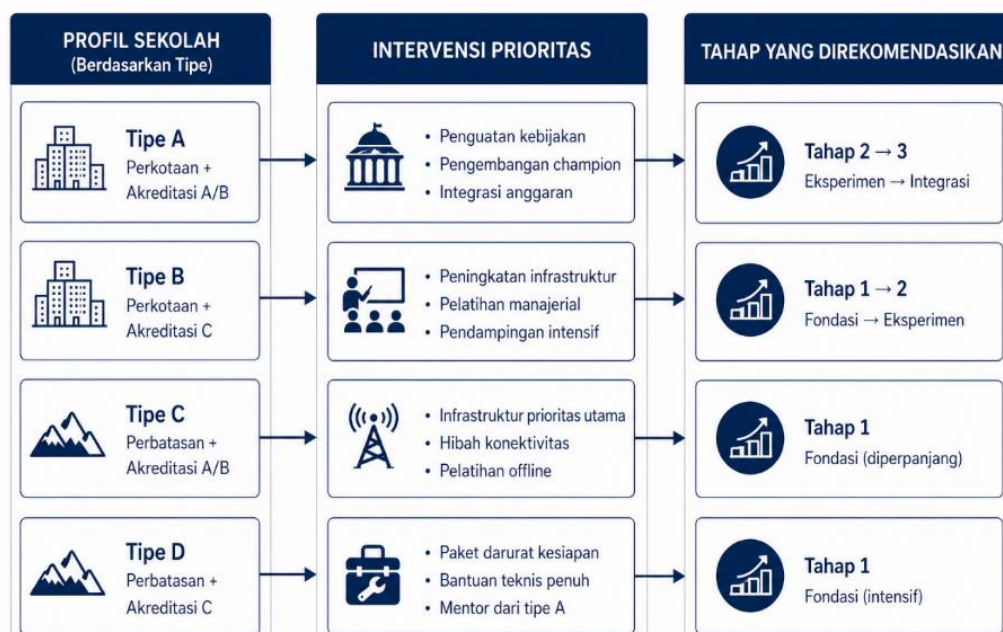 PROFIL SEKOLAH
(Berdasarkan Tipe)
INTERVENSI PRIORITAS
TAHAP YANG DIREKOMENDASIKAN
Tipe A
Perkotaan +
Akreditasi A/B
• Penguatan kebijakan
• Pengembangan champion
• Integrasi anggaran
Tahap 2 → 3
Eksperimen → Integrasi
Tipe B
Perkotaan +
Akreditasi C
• Peningkatan infrastruktur
• Pelatihan manajerial
• Pendampingan intensif
Tahap 1 → 2
Fondasi → Eksperimen
Tipe C
Perbatasan +
Akreditasi A/B
• Infrastruktur prioritas utama
• Hibah konektivitas
• Pelatihan offline
Tahap 1
Fondasi (diperpanjang)
Tipe D
Perbatasan +
Akreditasi C
• Paket darurat kesiapan
• Bantuan teknis penuh
• Mentor dari tipe A
Tahap 1
Fondasi (intensif)